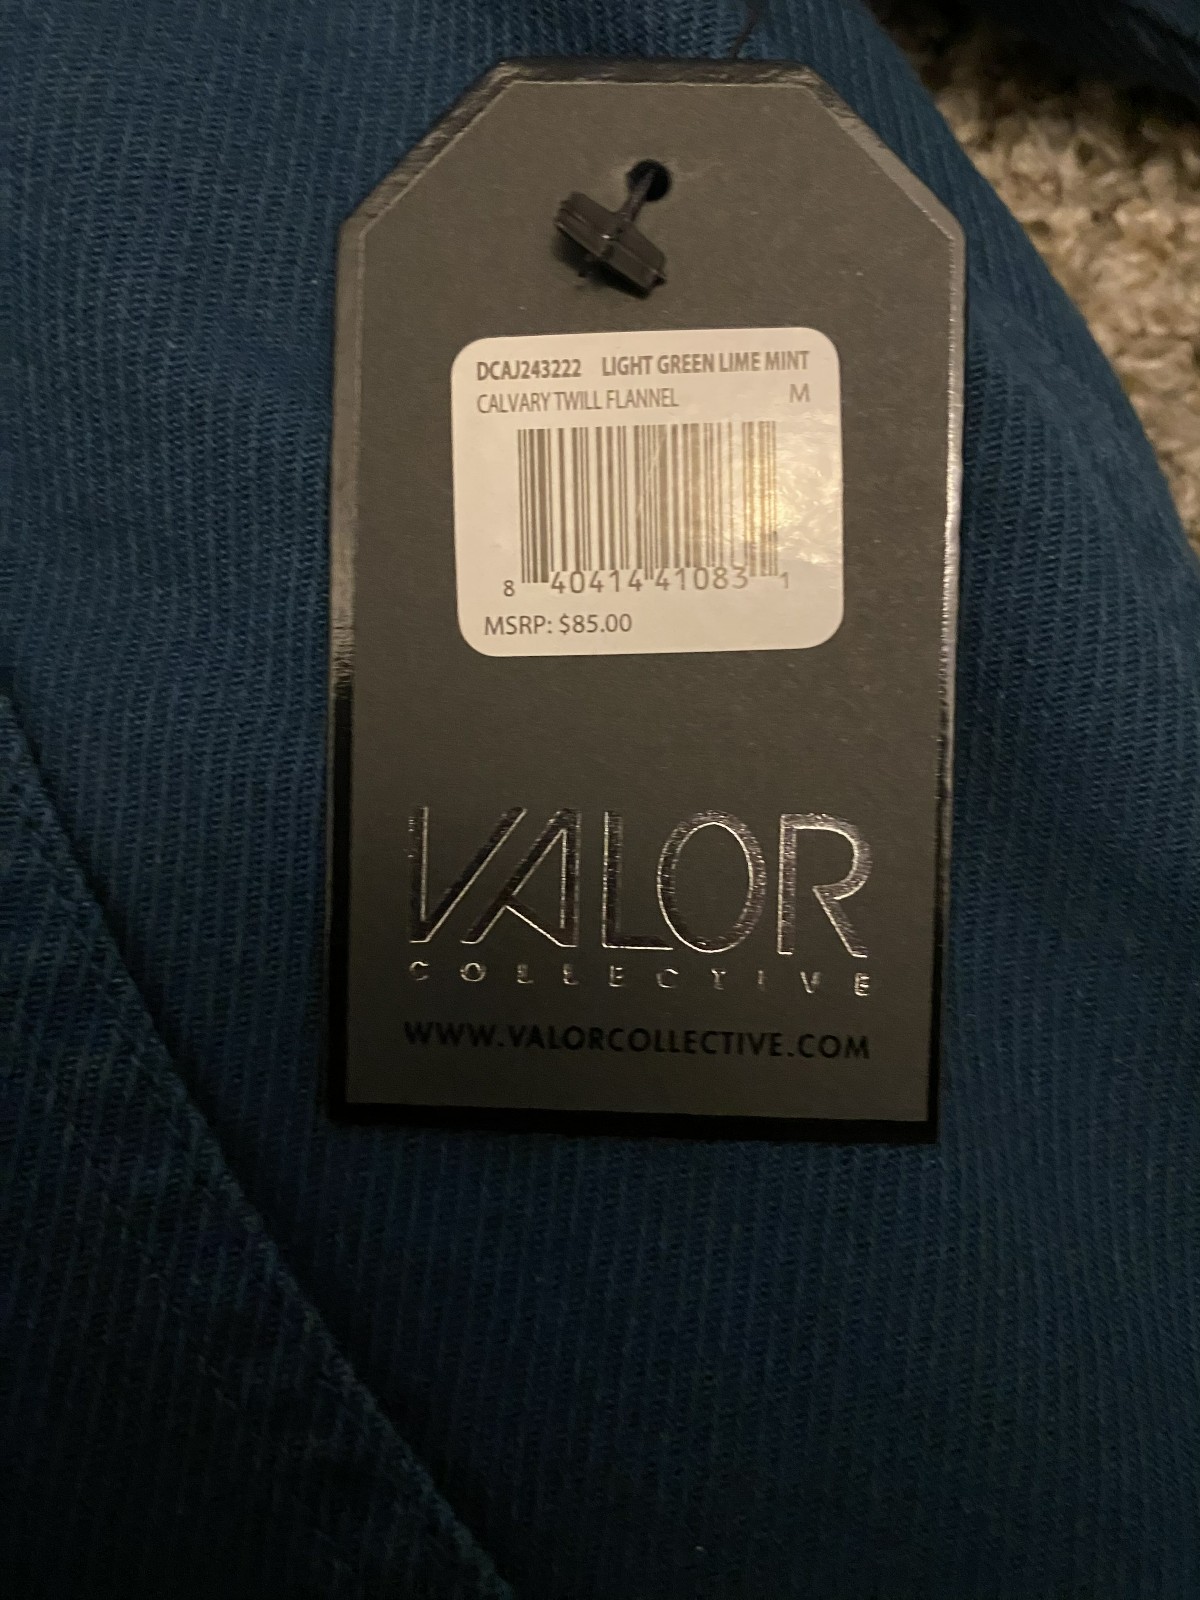 DCAJ243222 LIGHT GREEN LIME MINT
CALVARY TWILL FLANNEL M
8 40414 41083 1
MSRP: $85.00
VALOR
COLLECTIVE
WWW.VALORCOLLECTIVE.COM